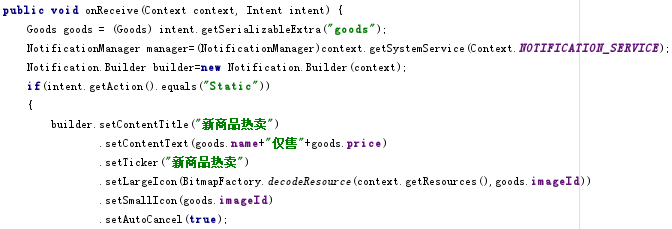 public void onReceive(Context context, Intent intent) {
Goods goods = (Goods) intent.getSerializableExtra("goods");
NotificationManager manager=(NotificationManager)context.getSystemService(Context.NOTIFICATION_SERVICE);
Notification.Builder builder=new Notification.Builder(context);
if(intent.getAction().equals("Static"))
{
builder.setContentTitle("新商品热卖")
.setContentText(goods.name+"仅售"+goods.price)
.setTicker("新商品热卖")
.setLargeIcon(BitmapFactory.decodeResource(context.getResources(),goods.imageId))
.setSmallIcon(goods.imageId)
.setAutoCancel(true);